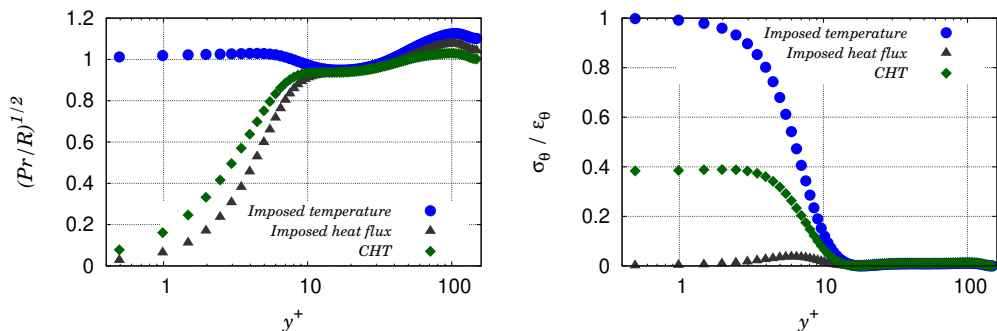 1.2
1
0.8
0.6
0.4
0.2
0
(Pr/R)^{1/2}
Imposed temperature
Imposed heat flux
CHT
1
10
100
y^+
1
0.8
0.6
0.4
0.2
0
σ_θ / ε_θ
Imposed temperature
Imposed heat flux
CHT
1
10
100
y^+